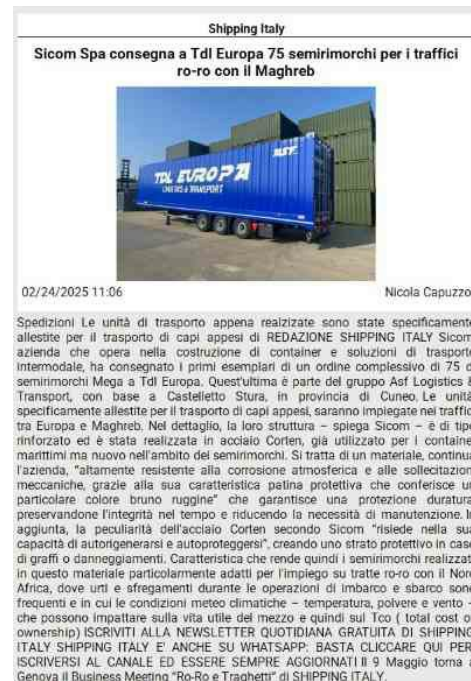 Shipping Italy
Sicom Spa consegna a Tdl Europa 75 semirimorchi per i traffici
ro-ro con il Maghreb
ASF
TDL EUROPA
LOGISTICS & TRANSPORT
02/24/2025 11:06
Nicola Capuzzo
Spedizioni Le unità di trasporto appena realzizate sono state specificamente
allestite per il trasporto di capi appesi di REDAZIONE SHIPPING ITALY Sicom,
azienda che opera nella costruzione di container e soluzioni di trasporto
intermodale, ha consegnato i primi esemplari di un ordine complessivo di 75 di
semirimorchi Mega a Tdl Europa. Quest'ultima è parte del gruppo Asf Logistics &
Transport, con base a Castelletto Stura, in provincia di Cuneo. Le unità,
specificamente allestite per il trasporto di capi appesi, saranno impiegate nei traffici
tra Europa e Maghreb. Nel dettaglio, la loro struttura – spiega Sicom – è di tipo
rinforzato ed è stata realizzata in acciaio Corten, già utilizzato per i container
marittimi ma nuovo nell'ambito dei semirimorchi. Si tratta di un materiale, continua
l'azienda, "altamente resistente alla corrosione atmosferica e alle sollecitazioni
meccaniche, grazie alla sua caratteristica patina protettiva che conferisce un
particolare colore bruno ruggine" che garantisce una protezione duratura
preservandone l'integrità nel tempo e riducendo la necessità di manutenzione. In
aggiunta, la peculiarità dell'acciaio Corten secondo Sicom "risiede nella sua
capacità di autorigenerarsi e autoproteggersi", creando uno strato protettivo in caso
di graffi o danneggiamenti. Caratteristica che rende quindi i semirimorchi realizzati
in questo materiale particolarmente adatti per l'impiego su tratte ro-ro con il Nord
Africa, dove urti e sfregamenti durante le operazioni di imbarco e sbarco sono
frequenti e in cui le condizioni meteo climatiche – temperatura, polvere e vento –
che possono impattare sulla vita utile del mezzo e quindi sul Tco ( total cost of
ownership) ISCRIVITI ALLA NEWSLETTER QUOTIDIANA GRATUITA DI SHIPPING
ITALY SHIPPING ITALY E' ANCHE SU WHATSAPP: BASTA CLICCARE QUI PER
ISCRIVERSI AL CANALE ED ESSERE SEMPRE AGGIORNATI Il 9 Maggio torna a
Genova il Business Meeting "Ro-Ro e Traghetti" di SHIPPING ITALY.